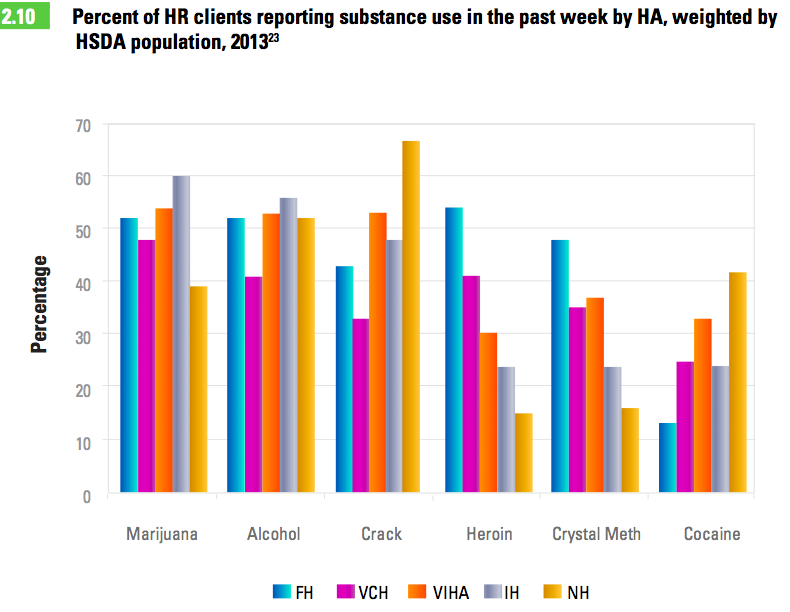 2.10 Percent of HR clients reporting substance use in the past week by HA, weighted by
HSDA population, 2013²³
70
60
50
40
30
20
10
0
Percentage
Marijuana Alcohol Crack Heroin Crystal Meth Cocaine
FH VCH VIHA IH NH